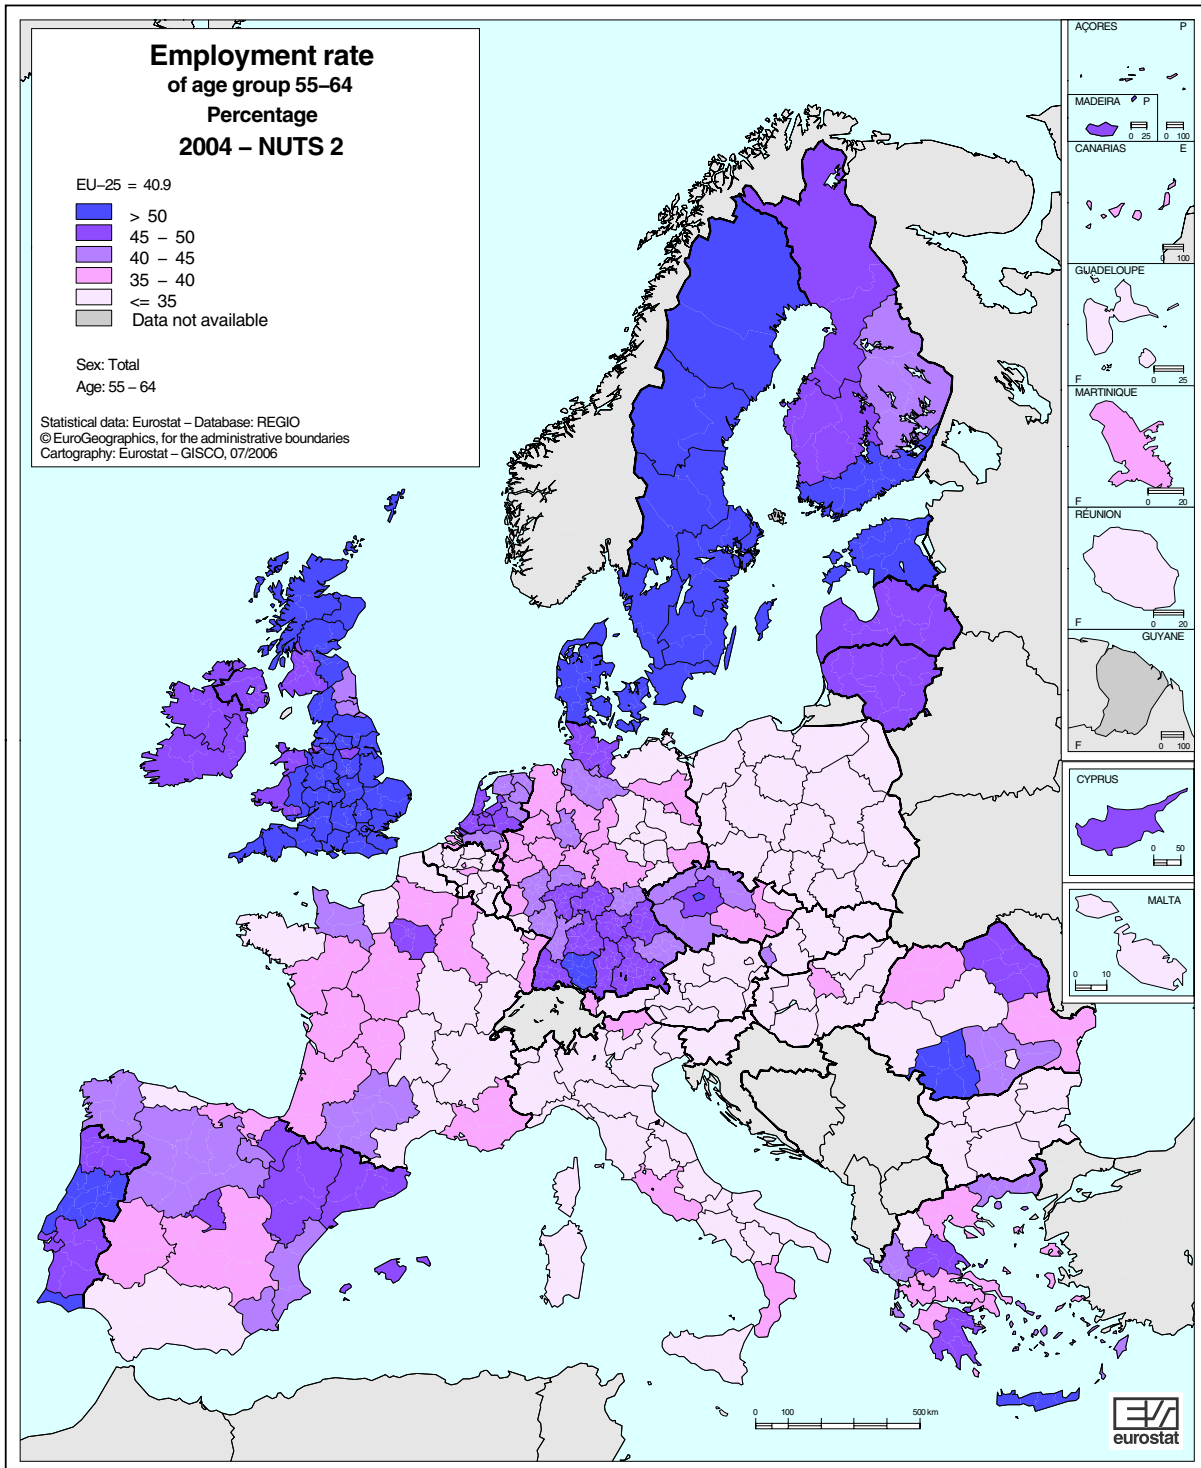 Employment rate
of age group 55–64
Percentage
2004 – NUTS 2
EU–25 = 40.9
> 50
45 – 50
40 – 45
35 – 40
<= 35
Data not available
Sex: Total
Age: 55 – 64
Statistical data: Eurostat – Database: REGIO
© EuroGeographics, for the administrative boundaries
Cartography: Eurostat – GISCO, 07/2006
AÇORES P
MADEIRA P
0 25 0 100
CANARIAS E
0 100
GUADELOUPE
F 0 25
MARTINIQUE
F 0 20
RÉUNION
F 0 20
GUYANE
F 0 100
CYPRUS
0 50
MALTA
0 10
0 100 500 km
eurostat